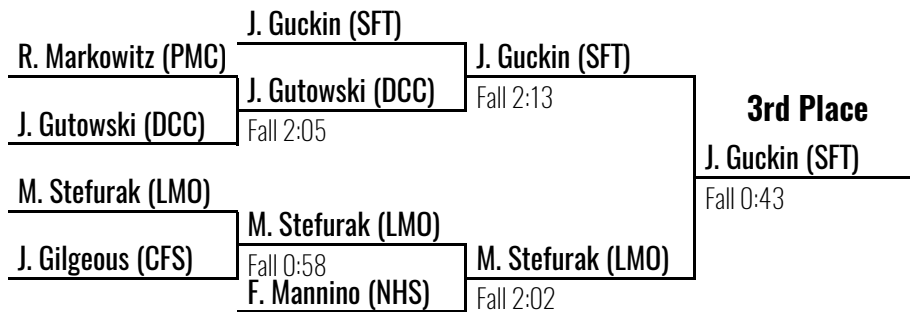 J. Guckin (SFT)
R. Markowitz (PMC)
J. Guckin (SFT)
J. Gutowski (DCC)
Fall 2:13
3rd Place
J. Gutowski (DCC)
Fall 2:05
J. Guckin (SFT)
M. Stefurak (LMO)
Fall 0:43
M. Stefurak (LMO)
J. Gilgeous (CFS)
M. Stefurak (LMO)
Fall 0:58
F. Mannino (NHS)
Fall 2:02